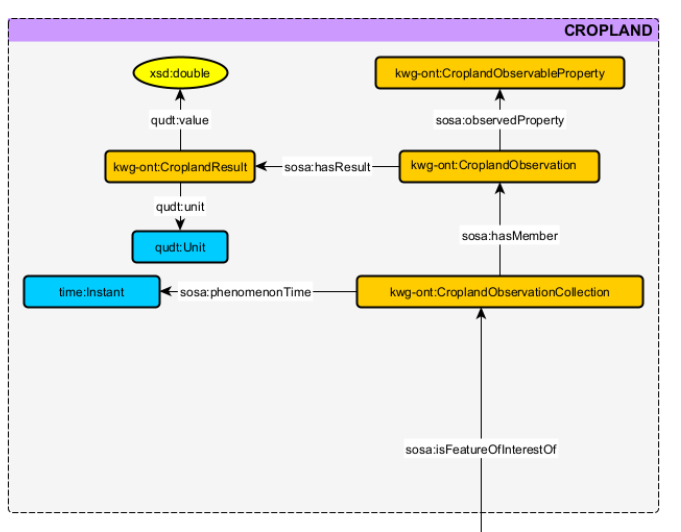 CROPLAND
xsd:double
kwg-ont:CroplandObservableProperty
qudt:value
sosa:observedProperty
kwg-ont:CroplandResult
sosa:hasResult
kwg-ont:CroplandObservation
qudt:unit
sosa:hasMember
qudt:Unit
time:Instant
sosa:phenomenonTime
kwg-ont:CroplandObservationCollection
sosa:isFeatureOfInterestOf